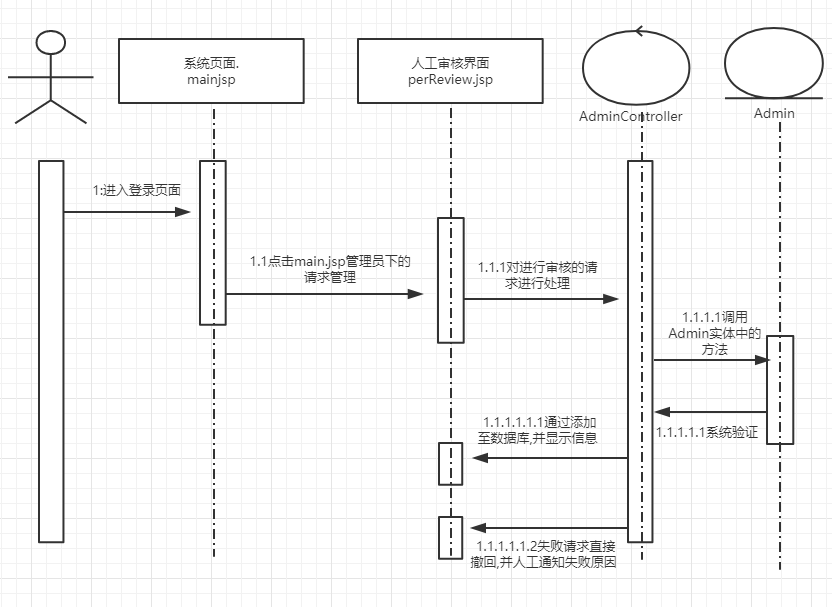 系统页面.
mainjsp
人工审核界面
perReview.jsp
AdminController
Admin
1:进入登录页面
1.1点击main.jsp管理员下的
请求管理
1.1.1对进行审核的请
求进行处理
1.1.1.1调用
Admin实体中的
方法
1.1.1.1.1系统验证
1.1.1.1.1.1通过添加
至数据库,并显示信息
1.1.1.1.1.2失败请求直接
撤回,并人工通知失败原因